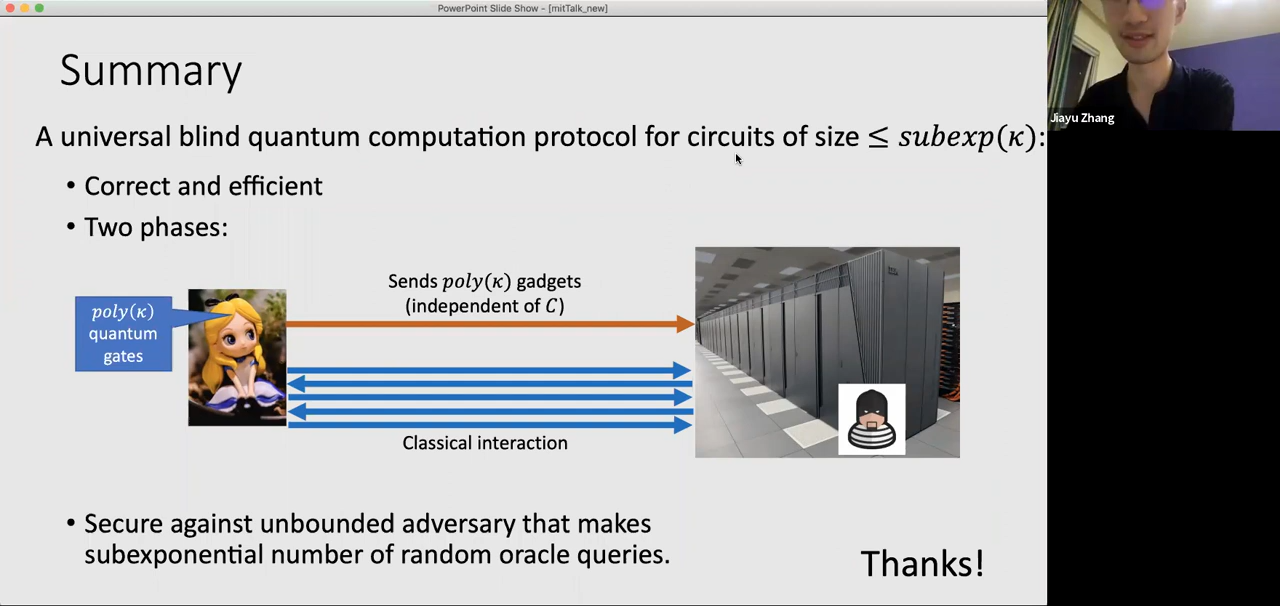 PowerPoint Slide Show - [mitTalk_new]
Summary
A universal blind quantum computation protocol for circuits of size ≤ subexp(κ):
• Correct and efficient
• Two phases:
Sends poly(κ) gadgets
(independent of C)
poly(κ)
quantum
gates
Classical interaction
• Secure against unbounded adversary that makes
subexponential number of random oracle queries.
Thanks!
Jiayu Zhang